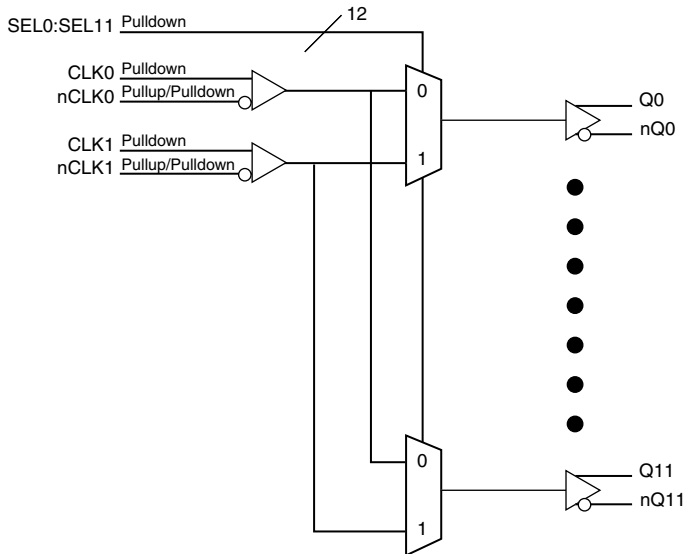 12
SEL0:SEL11 Pulldown
CLK0 Pulldown
nCLK0 Pullup/Pulldown
CLK1 Pulldown
nCLK1 Pullup/Pulldown
0
1
Q0
nQ0
0
1
Q11
nQ11